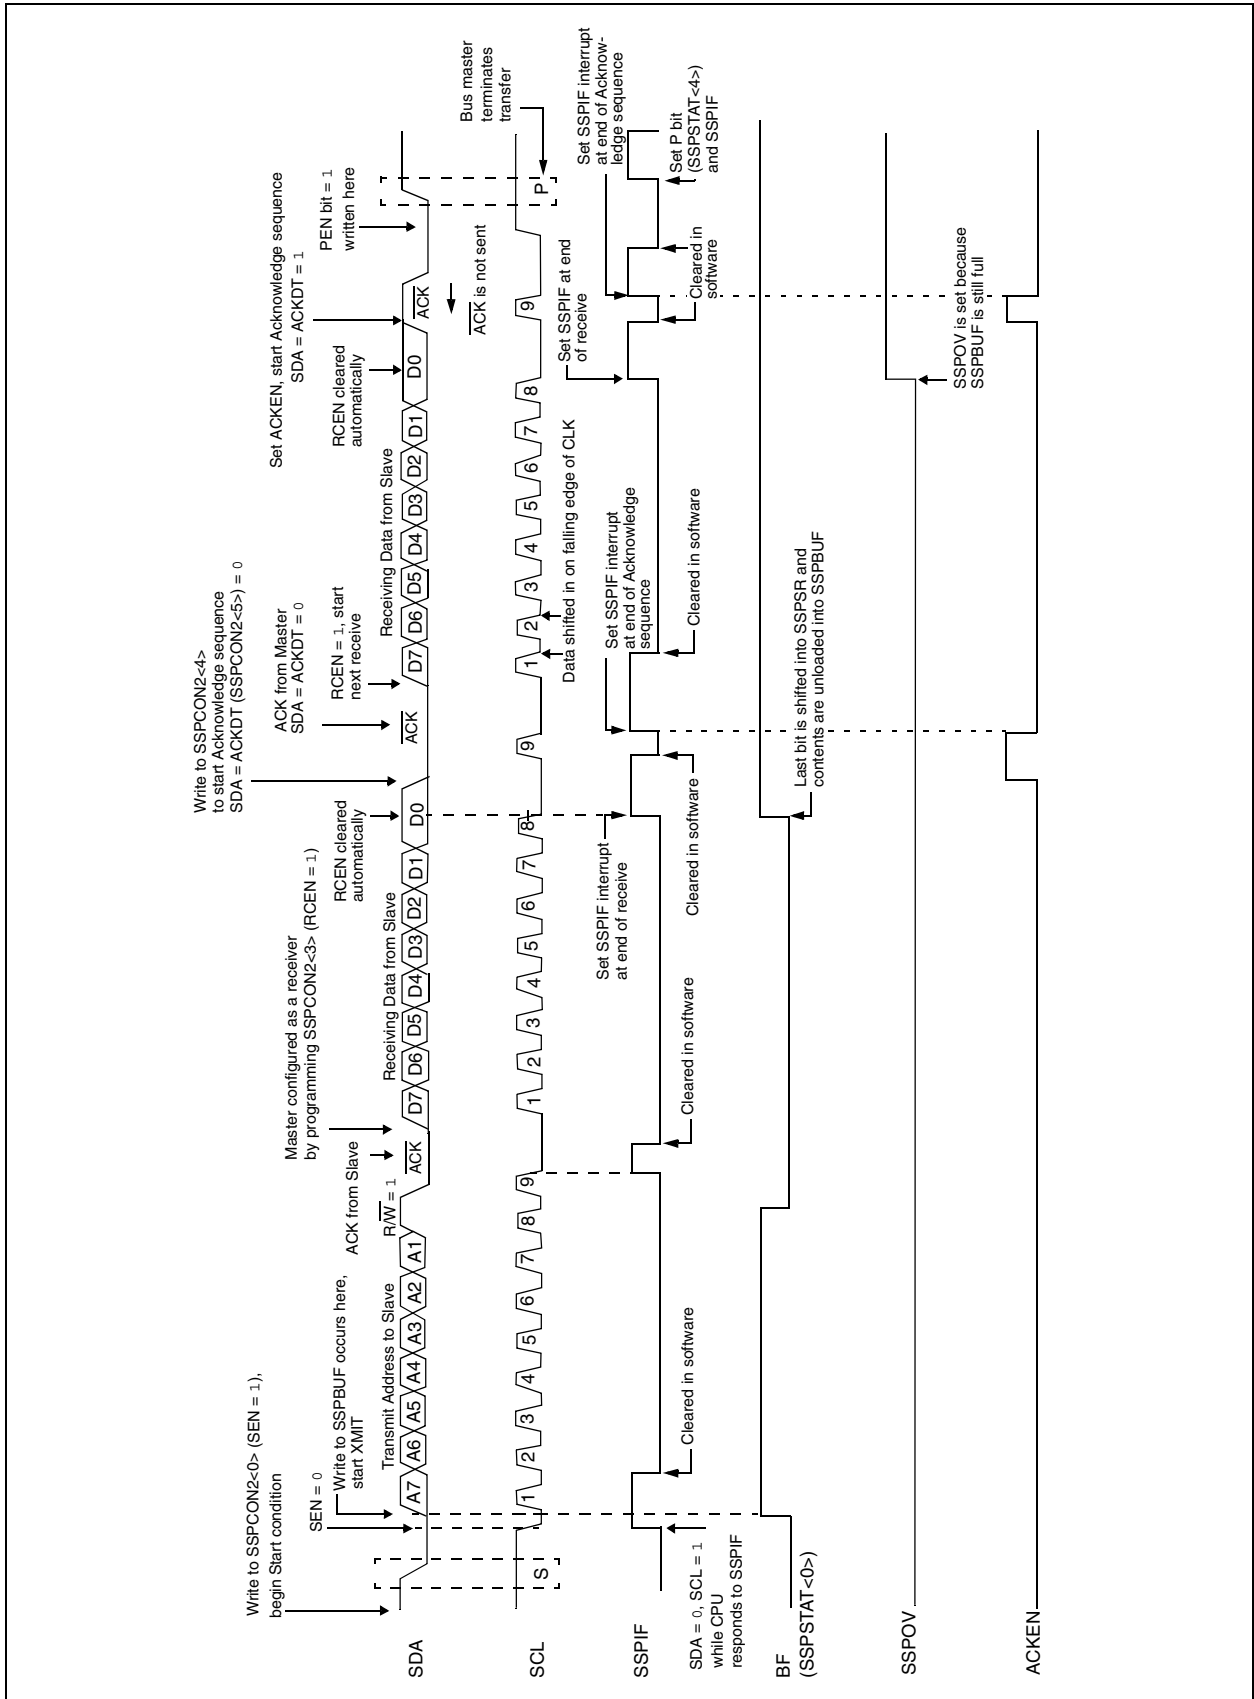 Write to SSPCON2<0> (SEN = 1),
begin Start condition
SEN = 0
Write to SSPBUF occurs here,
start XMIT
Transmit Address to Slave
R/W = 1
ACK from Slave
Master configured as a receiver
by programming SSPCON2<3> (RCEN = 1)
Receiving Data from Slave
RCEN cleared
automatically
Write to SSPCON2<4>
to start Acknowledge sequence
SDA = ACKDT (SSPCON2<5>) = 0
ACK from Master
SDA = ACKDT = 0
RCEN = 1, start
next receive
Receiving Data from Slave
RCEN cleared
automatically
Set ACKEN, start Acknowledge sequence
SDA = ACKDT = 1
PEN bit = 1
written here
SDA
A7 A6 A5 A4 A3 A2 A1
ACK
D7 D6 D5 D4 D3 D2 D1 D0
ACK
D7 D6 D5 D4 D3 D2 D1 D0
ACK
ACK is not sent
Bus master
terminates
transfer
SCL
S
1 2 3 4 5 6 7 8 9
1 2 3 4 5 6 7 8
9
1 2 3 4 5 6 7 8
9
P
Data shifted in on falling edge of CLK
Set SSPIF interrupt
at end of receive
Set SSPIF interrupt
at end of Acknowledge
sequence
Set SSPIF at end
of receive
Set SSPIF interrupt
at end of Acknow-
ledge sequence
SSPIF
SDA = 0, SCL = 1
while CPU
responds to SSPIF
Cleared in software
Cleared in software
Cleared in software
Cleared in software
Cleared in
software
Set P bit
(SSPSTAT<4>)
and SSPIF
BF
(SSPSTAT<0>)
Last bit is shifted into SSPSR and
contents are unloaded into SSPBUF
SSPOV
SSPOV is set because
SSPBUF is still full
ACKEN